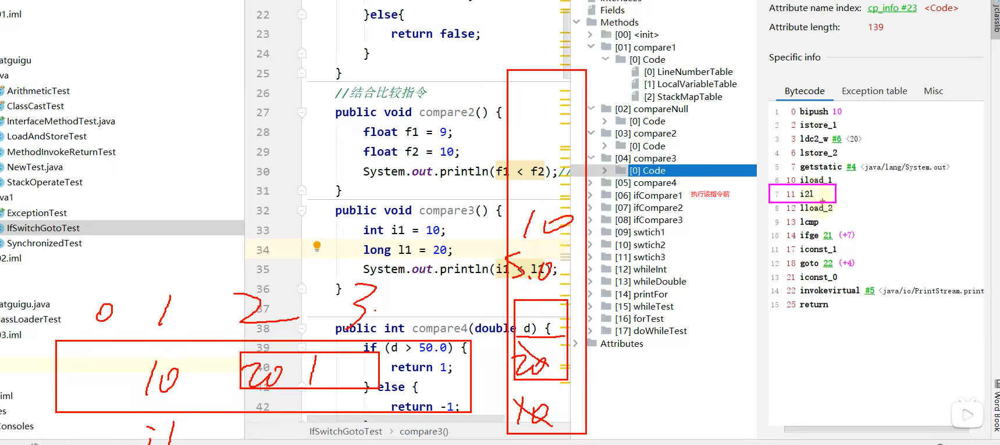 01.iml
atguigu
va
ArithmeticTest
ClassCastTest
InterfaceMethodTest.java
LoadAndStoreTest
MethodInvokeReturnTest
NewTest.java
StackOperateTest
va1
ExceptionTest
IfSwitchGotoTest
SynchronizedTest
02.iml
atguigu.java
assLoaderTest
03.iml
iml
es
Consoles
22 }else{
23 return false;
24 }
25 }
26 //结合比较指令
27 public void compare2() {
28 float f1 = 9;
29 float f2 = 10;
30 System.out.println(f1 < f2);//
31 }
32 public void compare3() {
33 int i1 = 10;
34 long l1 = 20;
35 System.out.println(i1 < l1);
36 }
37
38 public int compare4(double d) {
39 if (d > 50.0) {
40 return 1;
41 } else {
42 return -1;
IfSwitchGotoTest › compare3()
0 1 2 3.
10 20 1
i1
10
5.0
20
10
Interfaces
Fields
Methods
[00] <init>
[01] compare1
[0] Code
[0] LineNumberTable
[1] LocalVariableTable
[2] StackMapTable
[02] compareNull
[0] Code
[03] compare2
[0] Code
[04] compare3
[0] Code
[05] compare4
[06] ifCompare1 执行该指令前
[07] ifCompare2
[08] ifCompare3
[09] swtich1
[10] swtich2
[11] swtich3
[12] whileInt
[13] whileDouble
[14] printFor
[15] whileTest
[16] forTest
[17] doWhileTest
Attributes
Attribute name index: cp_info #23 <Code>
Attribute length: 139
Specific info
Bytecode Exception table Misc
1 0 bipush 10
2 2 istore_1
3 3 ldc2_w #6 <20>
4 6 lstore_2
5 7 getstatic #4 <java/lang/System.out>
6 10 iload_1
7 11 i2l
8 12 lload_2
9 13 lcmp
10 14 ifge 21 (+7)
11 17 iconst_1
12 18 goto 22 (+4)
13 21 iconst_0
14 22 invokevirtual #5 <java/io/PrintStream.print
15 25 return
jclasslib
Word Book